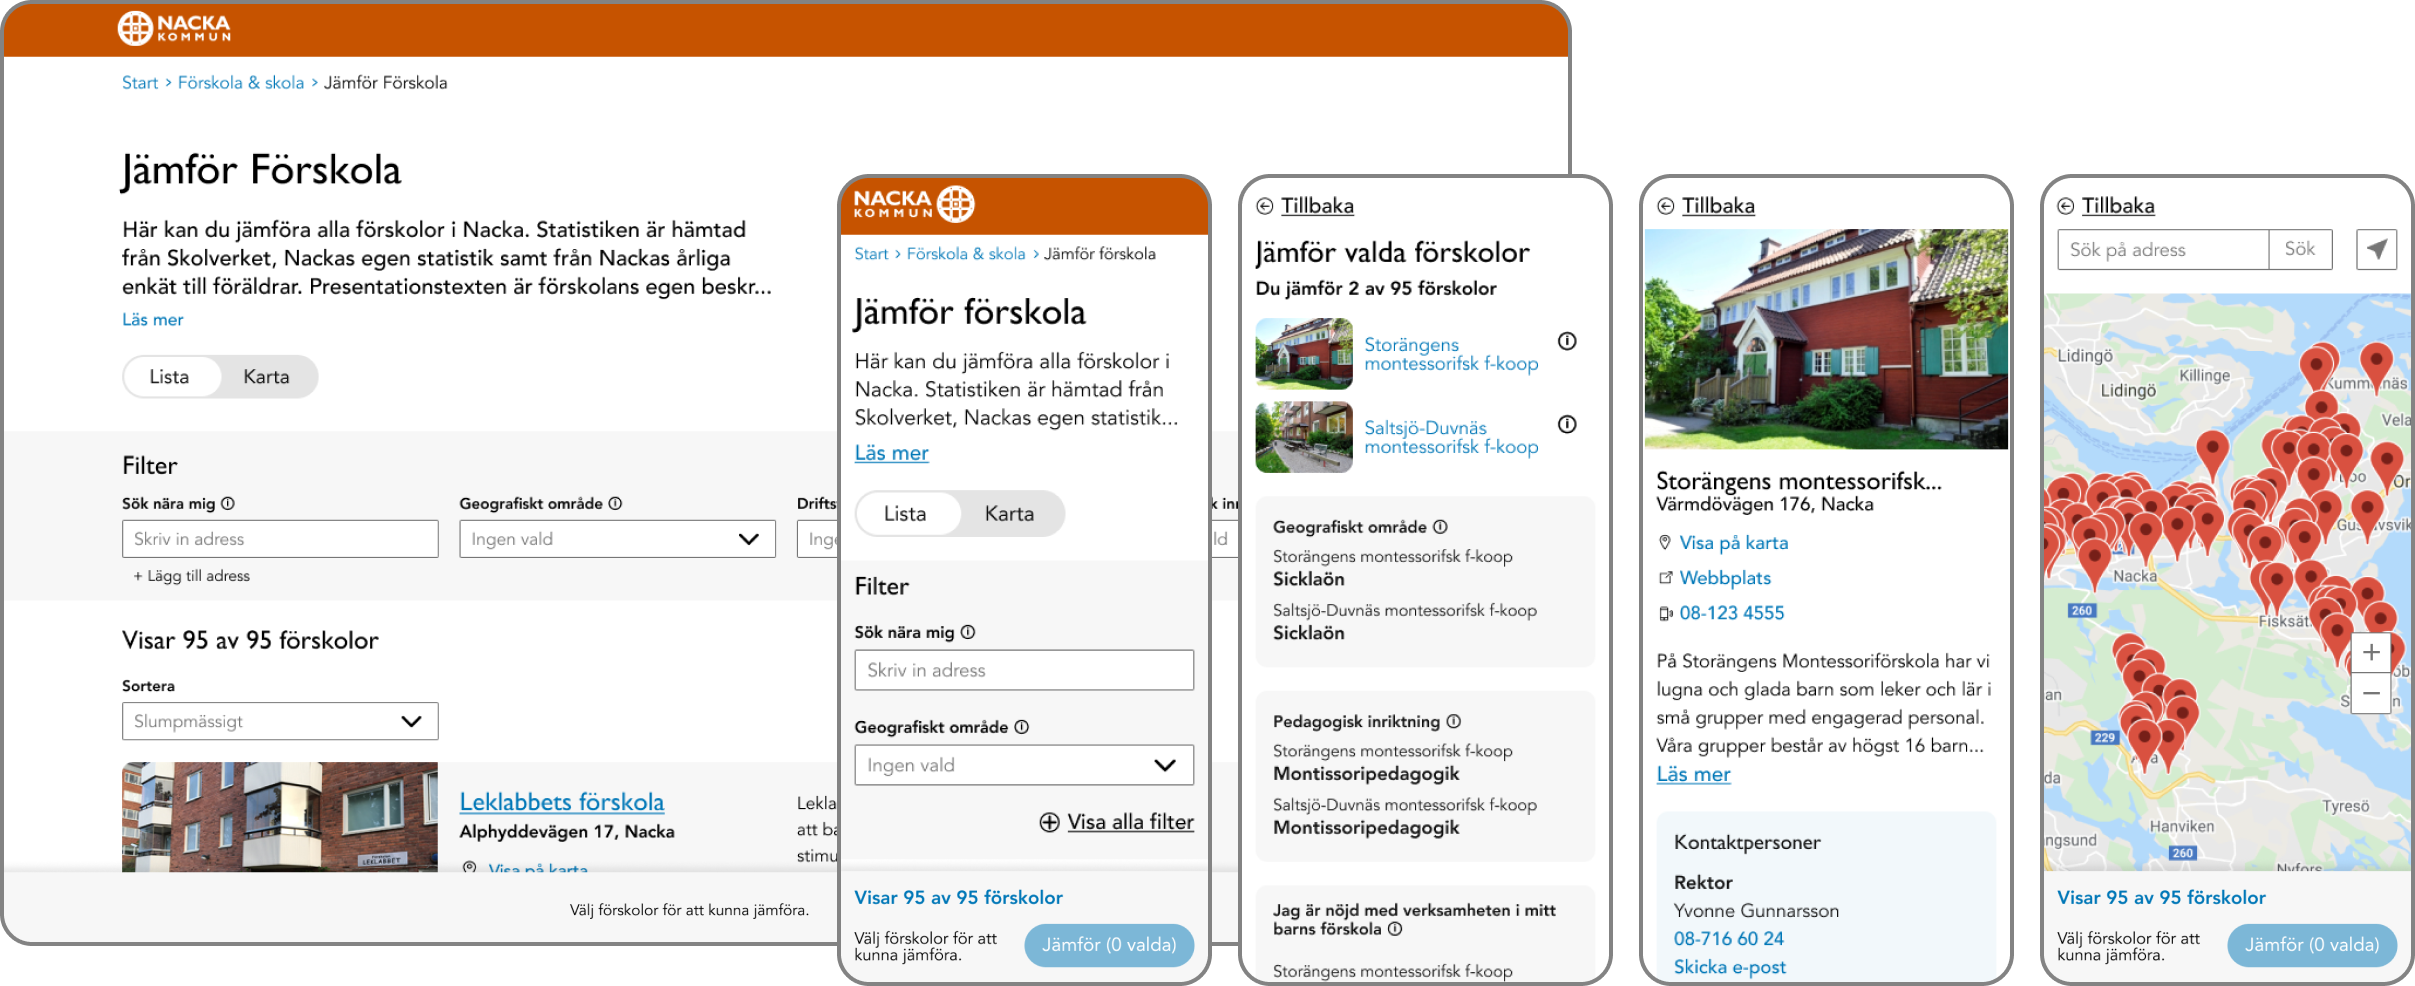 NACKA
KOMMUN
Start > Förskola & skola > Jämför Förskola
Jämför Förskola
Här kan du jämföra alla förskolor i Nacka. Statistiken är hämtad
från Skolverket, Nackas egen statistik samt från Nackas årliga
enkät till föräldrar. Presentationstexten är förskolans egen beskr...
Läs mer
Lista Karta
Filter
Sök nära mig
Skriv in adress
+ Lägg till adress
Geografiskt område
Ingen vald
Drifts
Visar 95 av 95 förskolor
Sortera
Slumpmässigt
LEKLABBET
Leklabbets förskola
Alphyddevägen 17, Nacka
Visa på karta
Lekla
att ba
stimu
Välj förskolor för att kunna jämföra.
NACKA
KOMMUN
Start > Förskola & skola > Jämför förskola
Jämför förskola
Här kan du jämföra alla förskolor i
Nacka. Statistiken är hämtad från
Skolverket, Nackas egen statistik...
Läs mer
Lista Karta
Filter
Sök nära mig
Skriv in adress
Geografiskt område
Ingen vald
Visa alla filter
Visar 95 av 95 förskolor
Välj förskolor för att
kunna jämföra.
Jämför (0 valda)
Tillbaka
Jämför valda förskolor
Du jämför 2 av 95 förskolor
Storängens
montessorifsk f-koop
Saltsjö-Duvnäs
montessorifsk f-koop
Geografiskt område
Storängens montessorifsk f-koop
Sicklaön
Saltsjö-Duvnäs montessorifsk f-koop
Sicklaön
Pedagogisk inriktning
Storängens montessorifsk f-koop
Montissoripedagogik
Saltsjö-Duvnäs montessorifsk f-koop
Montissoripedagogik
Jag är nöjd med verksamheten i mitt
barns förskola
Storängens montessorifsk f-koop
Tillbaka
Storängens montessorifsk...
Värmdövägen 176, Nacka
Visa på karta
Webbplats
08-123 4555
På Storängens Montessoriförskola har vi
lugna och glada barn som leker och lär i
små grupper med engagerad personal.
Våra grupper består av högst 16 barn...
Läs mer
Kontaktpersoner
Rektor
Yvonne Gunnarsson
08-716 60 24
Skicka e-post
Tillbaka
Sök på adress Sök
Lidingö
Killinge
Lidingö
Vela
Nacka
260
Fisksät
229
Tyresö
Hanviken
ngsund
260
Nyfors
Visar 95 av 95 förskolor
Välj förskolor för att
kunna jämföra.
Jämför (0 valda)